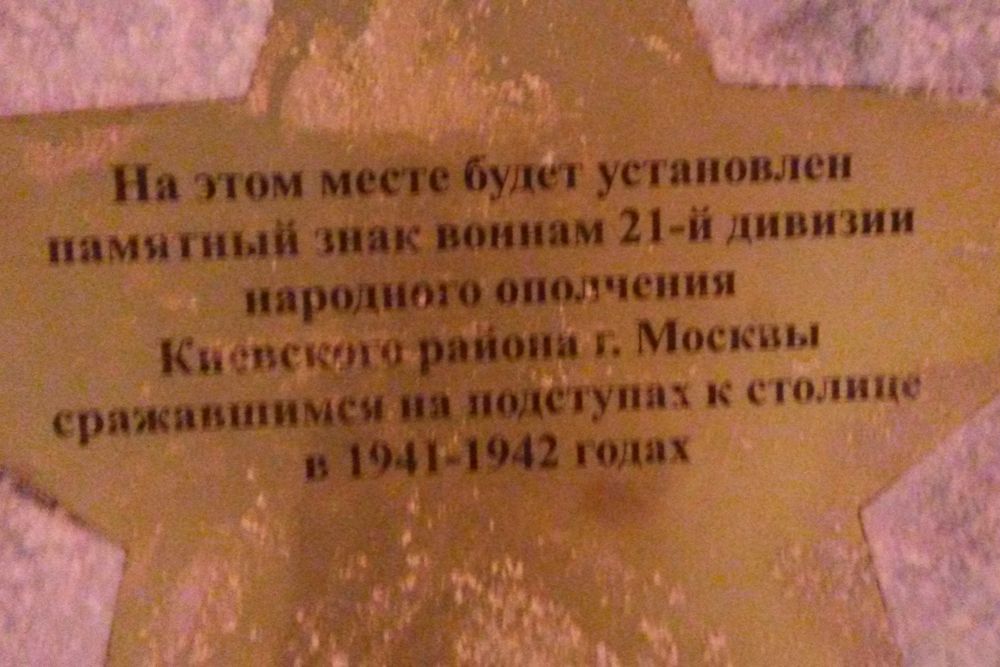 На этом месте будет установлен
памятный знак воинам 21-й дивизии
народного ополчения
Киевского района г. Москвы
сражавшимся на подступах к столице
в 1941-1942 годах